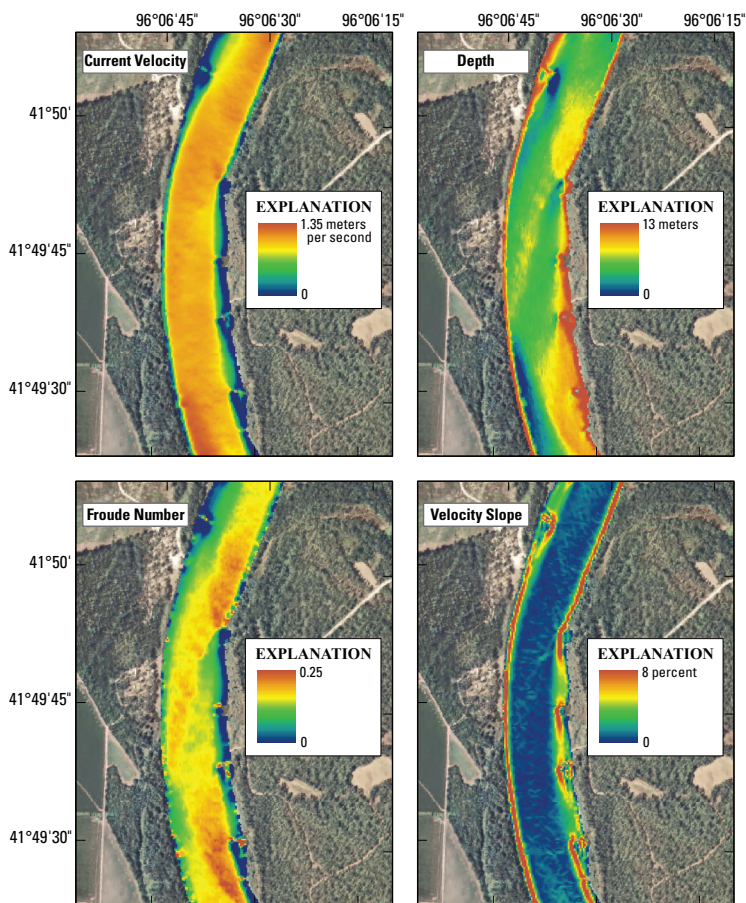 96°06'45" 96°06'30" 96°06'15" 96°06'45" 96°06'30" 96°06'15"
Current Velocity
Depth
41°50'
EXPLANATION
1.35 meters
per second
0
EXPLANATION
13 meters
0
41°49'45"
41°49'30"
Froude Number
Velocity Slope
41°50'
EXPLANATION
0.25
0
EXPLANATION
8 percent
0
41°49'45"
41°49'30"